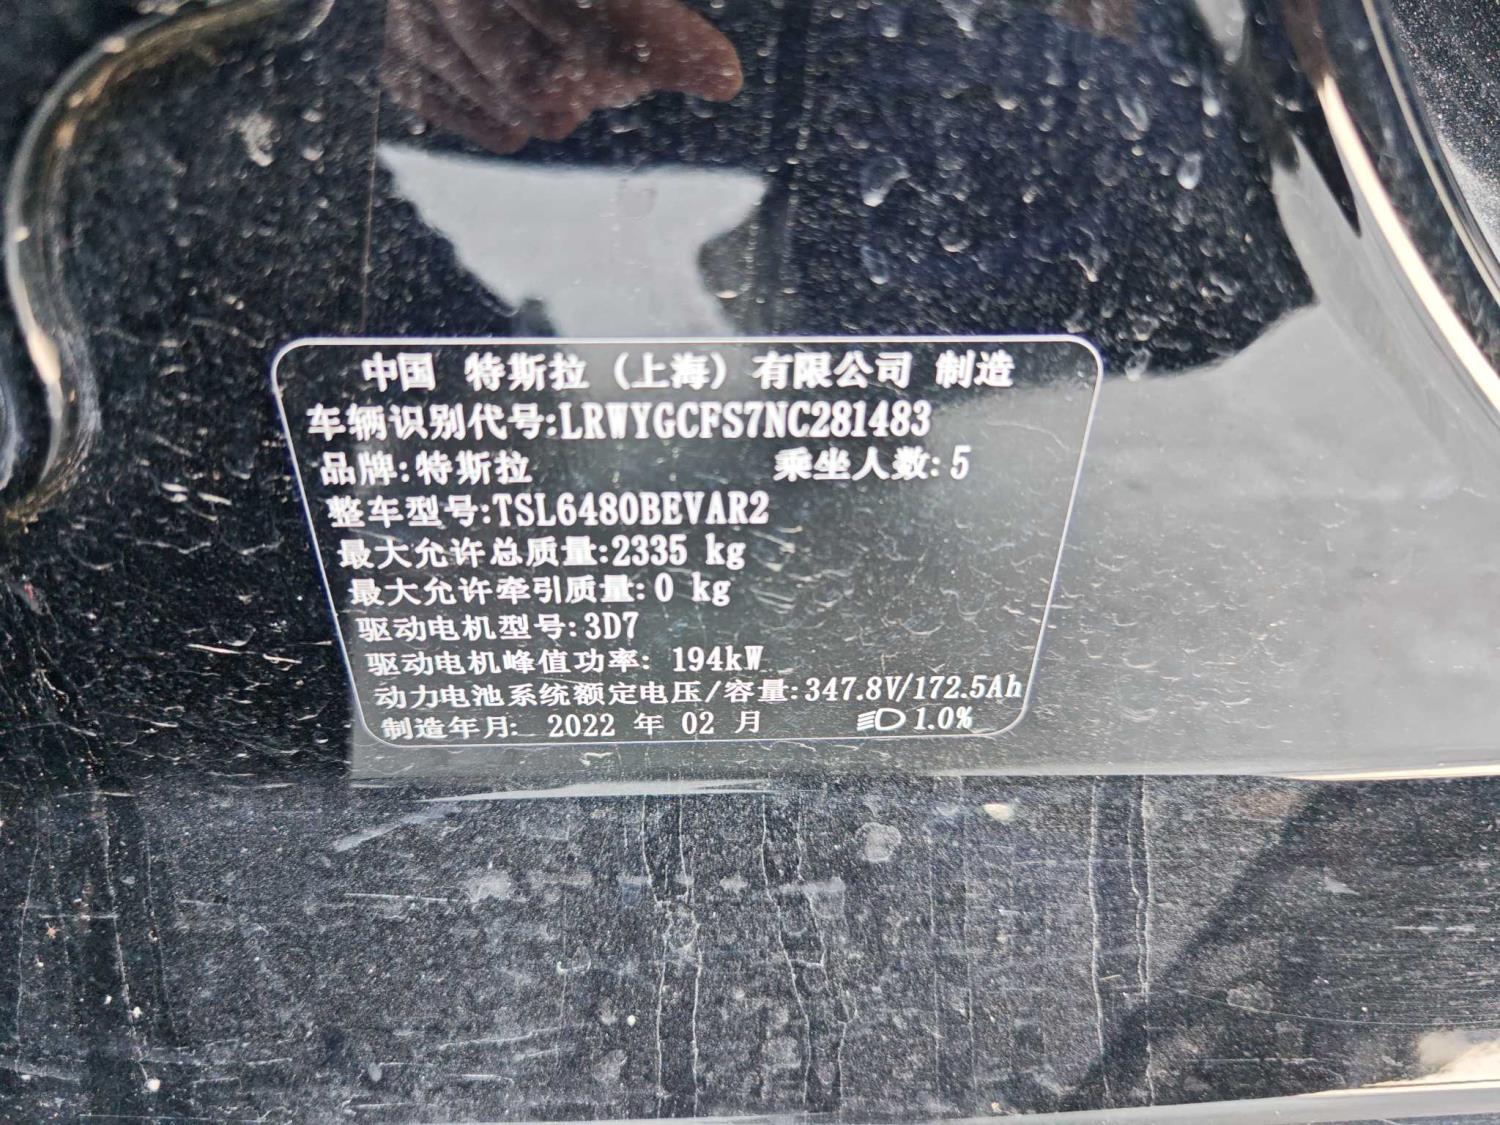 中国 特斯拉（上海）有限公司 制造
车辆识别代号:LRWYGCFS7NC281483
品牌:特斯拉 乘坐人数:5
整车型号:TSL6480BEVAR2
最大允许总质量:2335 kg
最大允许牵引质量:0 kg
驱动电机型号:3D7
驱动电机峰值功率: 194kW
动力电池系统额定电压/容量:347.8V/172.5Ah
制造年月: 2022 年 02 月 1.0%